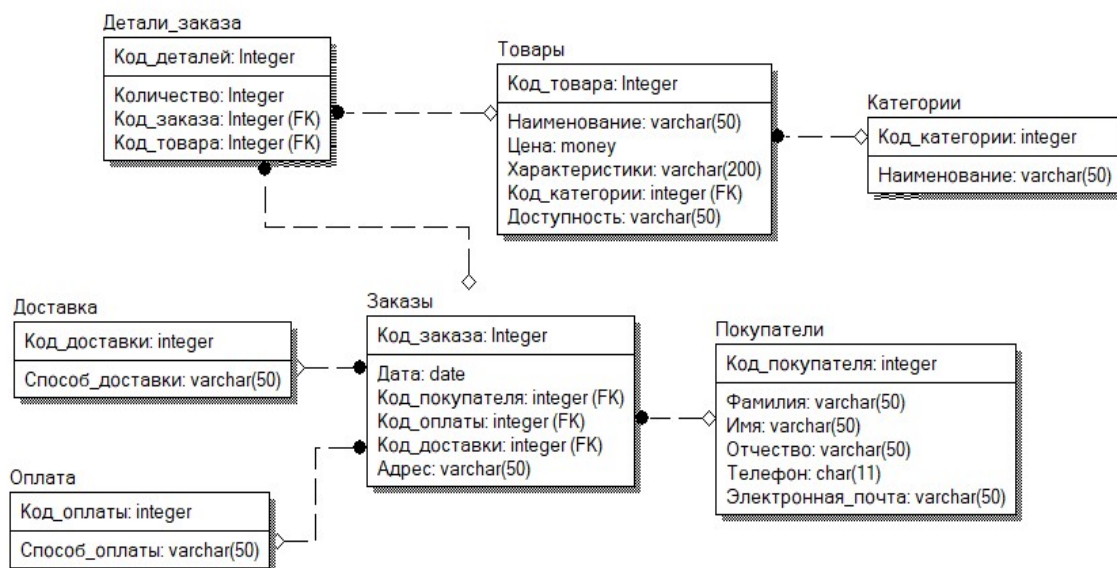 Детали_заказа
Код_деталей: Integer
Количество: Integer
Код_заказа: Integer (FK)
Код_товара: Integer (FK)
Товары
Код_товара: Integer
Наименование: varchar(50)
Цена: money
Характеристики: varchar(200)
Код_категории: integer (FK)
Доступность: varchar(50)
Категории
Код_категории: integer
Наименование: varchar(50)
Доставка
Код_доставки: integer
Способ_доставки: varchar(50)
Заказы
Код_заказа: Integer
Дата: date
Код_покупателя: integer (FK)
Код_оплаты: integer (FK)
Код_доставки: integer (FK)
Адрес: varchar(50)
Покупатели
Код_покупателя: integer
Фамилия: varchar(50)
Имя: varchar(50)
Отчество: varchar(50)
Телефон: char(11)
Электронная_почта: varchar(50)
Оплата
Код_оплаты: integer
Способ_оплаты: varchar(50)